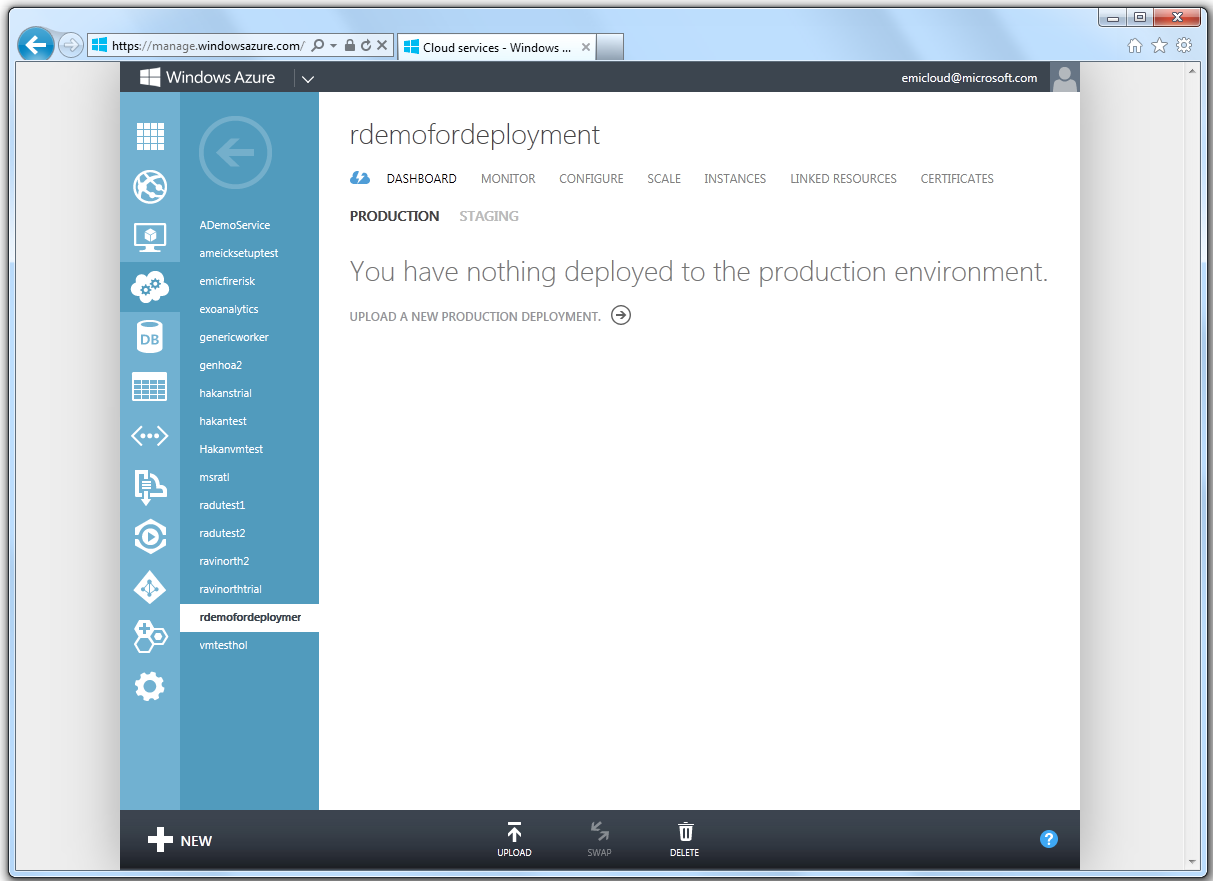 https://manage.windowsazure.com/
Cloud services - Windows ...
Windows Azure
emicloud@microsoft.com
DB
ADemoService
ameicksetuptest
emicfirerisk
exoanalytics
genericworker
genhoa2
hakanstrial
hakantest
Hakanvmtest
msratl
radutest1
radutest2
ravinorth2
ravinorthtrial
rdemofordeploymer
vmtesthol
rdemofordeployment
DASHBOARD MONITOR CONFIGURE SCALE INSTANCES LINKED RESOURCES CERTIFICATES
PRODUCTION STAGING
You have nothing deployed to the production environment.
UPLOAD A NEW PRODUCTION DEPLOYMENT.
NEW
UPLOAD
SWAP
DELETE
?